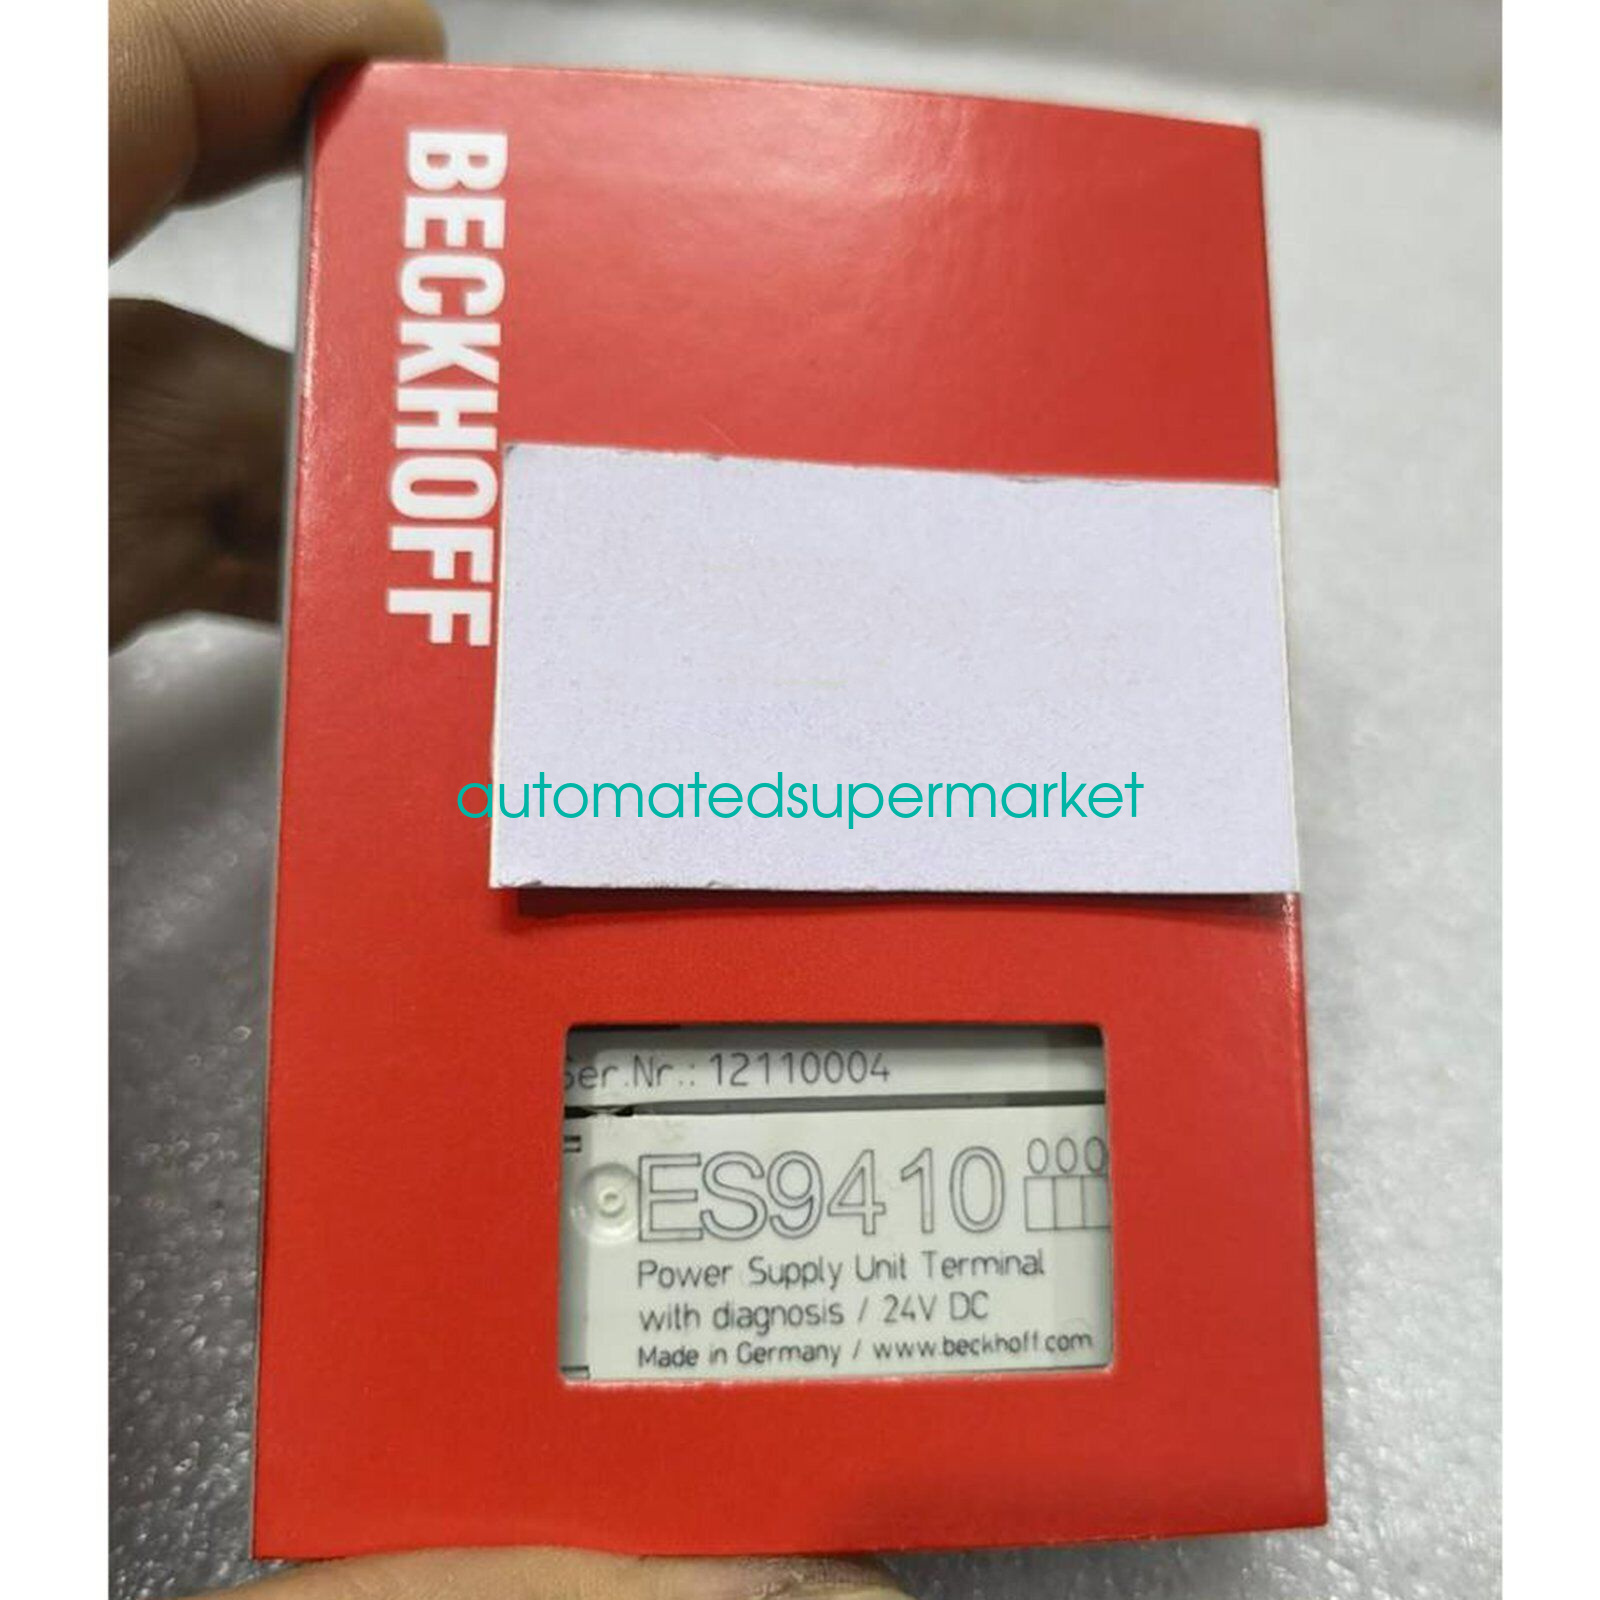 BECKHOFF
automatedsupermarket
Ser.Nr.: 12110004
ES9410
Power Supply Unit Terminal
with diagnosis / 24V DC
Made in Germany / www.beckhoff.com